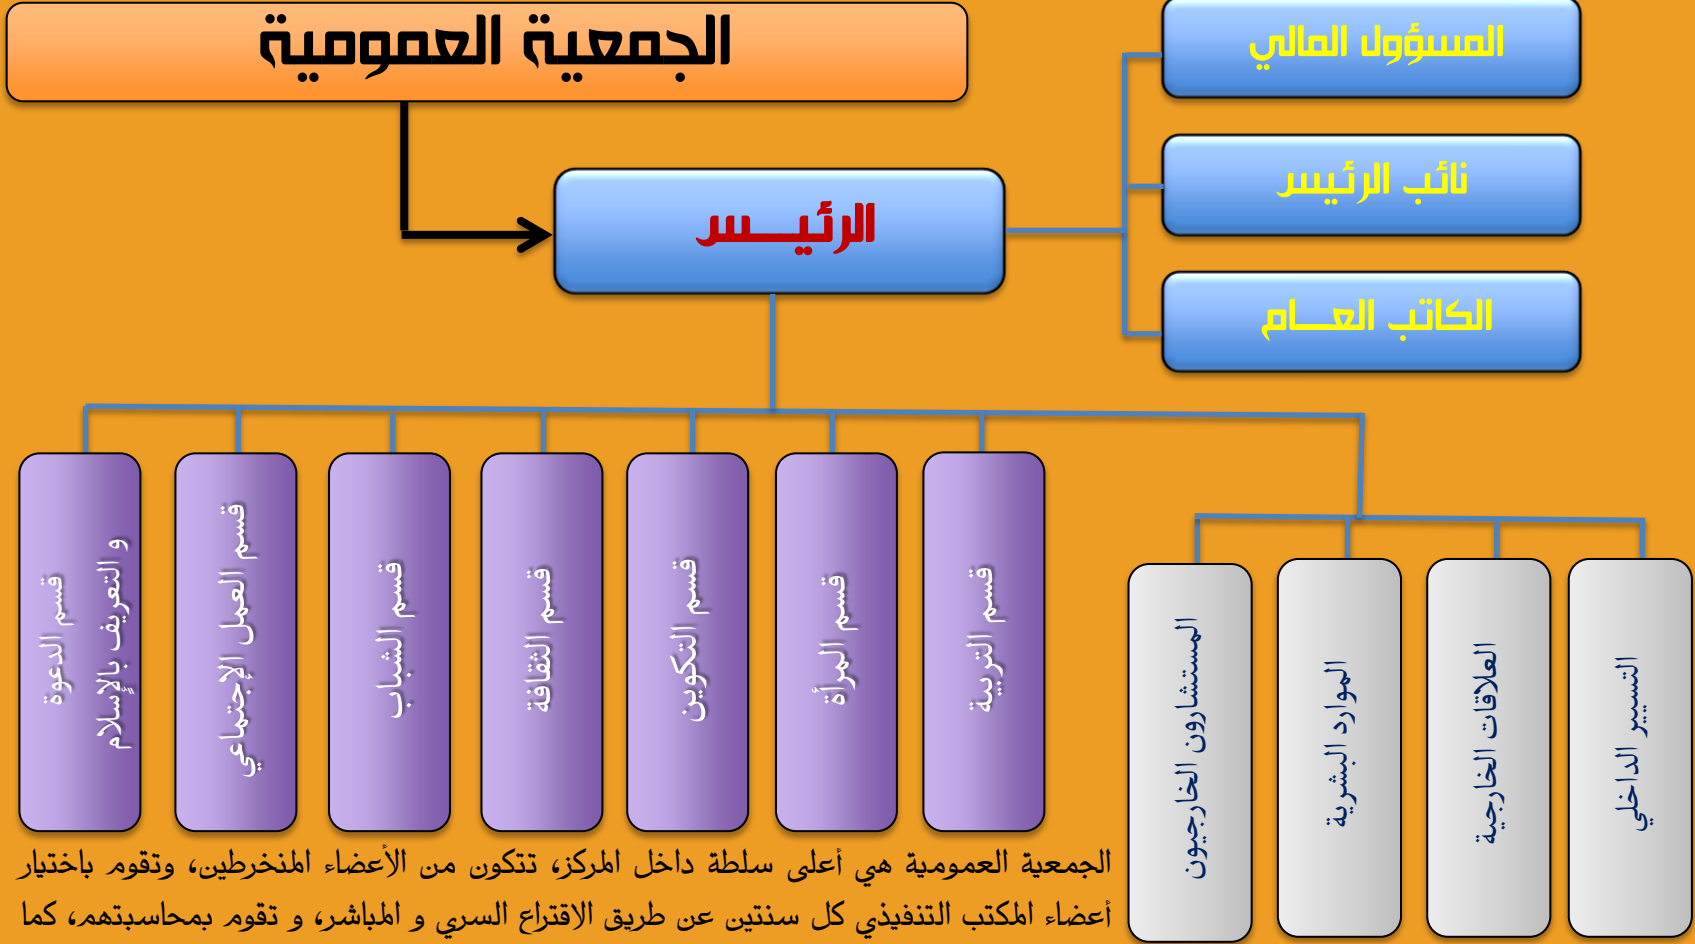 الجمعية العمومية
المسؤول المالي
نائب الرئيس
الرئيـــس
الكاتب العـــام
التسيير الداخلي
العلاقات الخارجية
الموارد البشرية
المستشارون الخارجيون
قسم التربية
قسم المرأة
قسم التكوين
قسم الثقافة
قسم الشباب
قسم العمل الإجتماعي
قسم الدعوة
و التعريف بالإسلام
الجمعية العمومية هي أعلى سلطة داخل المركز، تتكون من الأعضاء المنخرطين، وتقوم باختيار
أعضاء المكتب التنفيذي كل سنتين عن طريق الاقتراع السري و المباشر، و تقوم بمحاسبتهم، كما